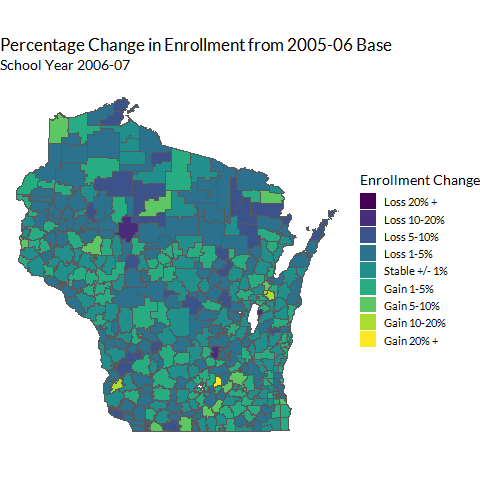 Percentage Change in Enrollment from 2005-06 Base
School Year 2006-07
Enrollment Change
Loss 20% +
Loss 10-20%
Loss 5-10%
Loss 1-5%
Stable +/- 1%
Gain 1-5%
Gain 5-10%
Gain 10-20%
Gain 20% +